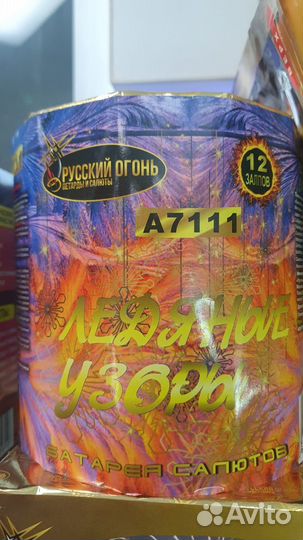 РУССКИЙ ОГОНЬ
ПЕТАРДЫ И САЛЮТЫ
12
ЗАЛПОВ
А7111
ЛЕДЯНЫЕ
УЗОРЫ
БАТАРЕЯ САЛЮТОВ
Avito